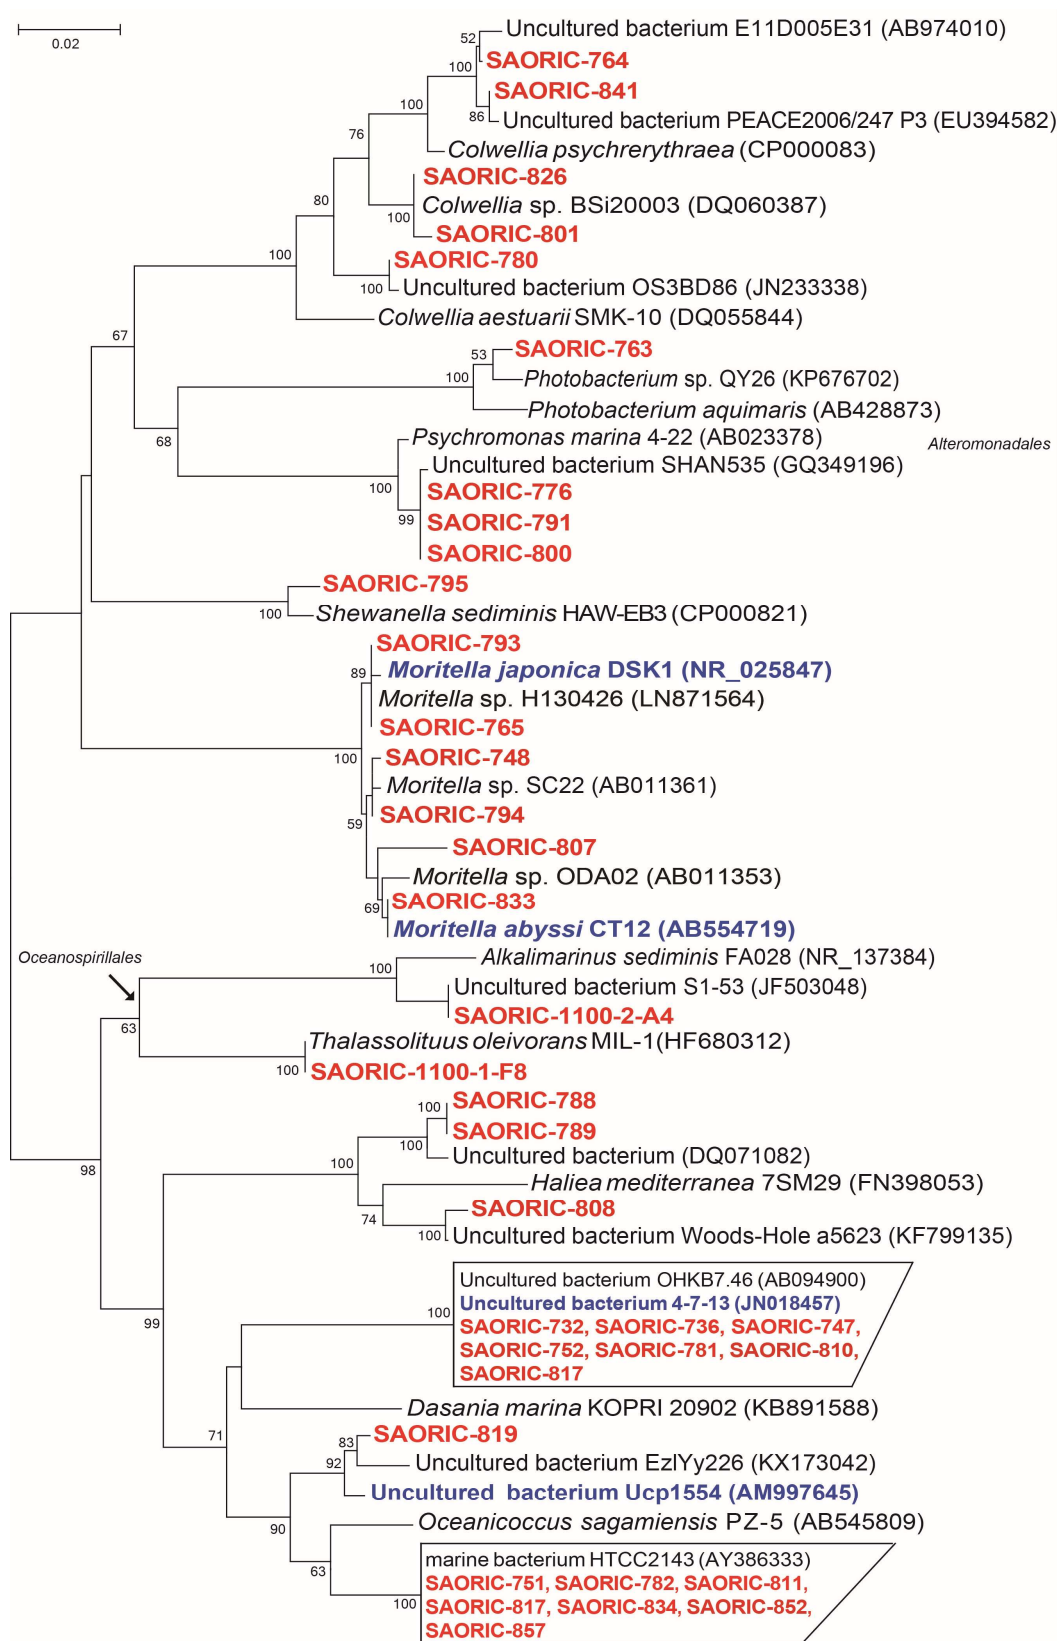 0.02
Uncultured bacterium E11D005E31 (AB974010)
52
SAORIC-764
100
SAORIC-841
100
86
Uncultured bacterium PEACE2006/247 P3 (EU394582)
76
Colwellia psychrerythraea (CP000083)
SAORIC-826
80
Colwellia sp. BSi20003 (DQ060387)
100
SAORIC-801
100
SAORIC-780
100
Uncultured bacterium OS3BD86 (JN233338)
Colwellia aestuarii SMK-10 (DQ055844)
67
SAORIC-763
53
100
Photobacterium sp. QY26 (KP676702)
Photobacterium aquimaris (AB428873)
68
Psychromonas marina 4-22 (AB023378)
Alteromonadales
Uncultured bacterium SHAN535 (GQ349196)
100
SAORIC-776
99
SAORIC-791
SAORIC-800
SAORIC-795
100
Shewanella sediminis HAW-EB3 (CP000821)
SAORIC-793
89
Moritella japonica DSK1 (NR_025847)
Moritella sp. H130426 (LN871564)
SAORIC-765
100
SAORIC-748
Moritella sp. SC22 (AB011361)
SAORIC-794
59
SAORIC-807
Moritella sp. ODA02 (AB011353)
SAORIC-833
69
Moritella abyssi CT12 (AB554719)
Oceanospirillales
Alkalimarinus sediminis FA028 (NR_137384)
100
Uncultured bacterium S1-53 (JF503048)
SAORIC-1100-2-A4
63
Thalassolituus oleivorans MIL-1(HF680312)
100
SAORIC-1100-1-F8
100
SAORIC-788
SAORIC-789
100
Uncultured bacterium (DQ071082)
100
98
Haliea mediterranea 7SM29 (FN398053)
SAORIC-808
74
100
Uncultured bacterium Woods-Hole a5623 (KF799135)
Uncultured bacterium OHKB7.46 (AB094900)
Uncultured bacterium 4-7-13 (JN018457)
100
99
SAORIC-732, SAORIC-736, SAORIC-747,
SAORIC-752, SAORIC-781, SAORIC-810,
SAORIC-817
Dasania marina KOPRI 20902 (KB891588)
71
SAORIC-819
83
92
Uncultured bacterium EzlYy226 (KX173042)
Uncultured bacterium Ucp1554 (AM997645)
90
Oceanicoccus sagamiensis PZ-5 (AB545809)
63
marine bacterium HTCC2143 (AY386333)
SAORIC-751, SAORIC-782, SAORIC-811,
100
SAORIC-817, SAORIC-834, SAORIC-852,
SAORIC-857